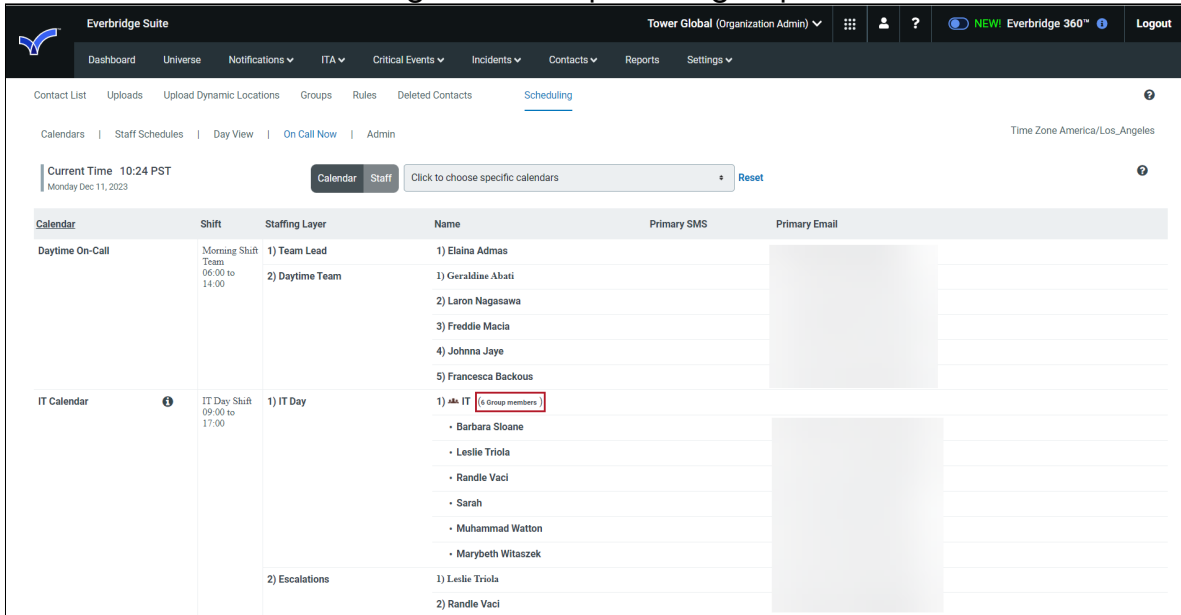 Everbridge Suite
Tower Global (Organization Admin)
?
NEW! Everbridge 360™
Logout
Dashboard Universe Notifications ITA Critical Events Incidents Contacts Reports Settings
Contact List Uploads Upload Dynamic Locations Groups Rules Deleted Contacts Scheduling
Calendars | Staff Schedules | Day View | On Call Now | Admin
Time Zone America/Los_Angeles
Current Time 10:24 PST
Monday Dec 11, 2023
Calendar Staff Click to choose specific calendars Reset
Calendar Shift Staffing Layer Name Primary SMS Primary Email
Daytime On-Call
Morning Shift
Team
06:00 to
14:00
1) Team Lead
1) Elaina Admas
2) Daytime Team
1) Geraldine Abati
2) Laron Nagasawa
3) Freddie Macia
4) Johnna Jaye
5) Francesca Backous
IT Calendar
IT Day Shift
09:00 to
17:00
1) IT Day
1) IT (6 Group members )
• Barbara Sloane
• Leslie Triola
• Randle Vaci
• Sarah
• Muhammad Watton
• Marybeth Witaszek
2) Escalations
1) Leslie Triola
2) Randle Vaci